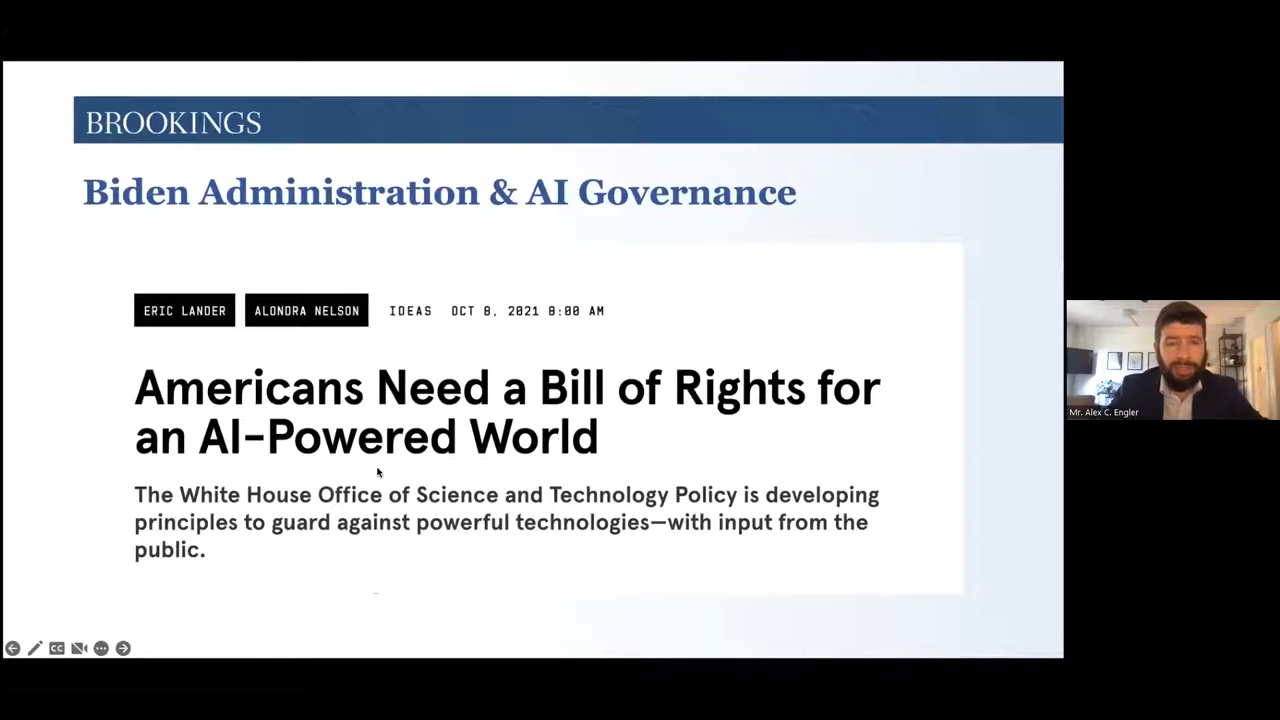 BROOKINGS
Biden Administration & AI Governance
ERIC LANDER ALONDRA NELSON IDEAS OCT 8, 2021 8:00 AM
Americans Need a Bill of Rights for
an AI-Powered World
The White House Office of Science and Technology Policy is developing
principles to guard against powerful technologies—with input from the
public.
Mr. Alex C. Engler
CC